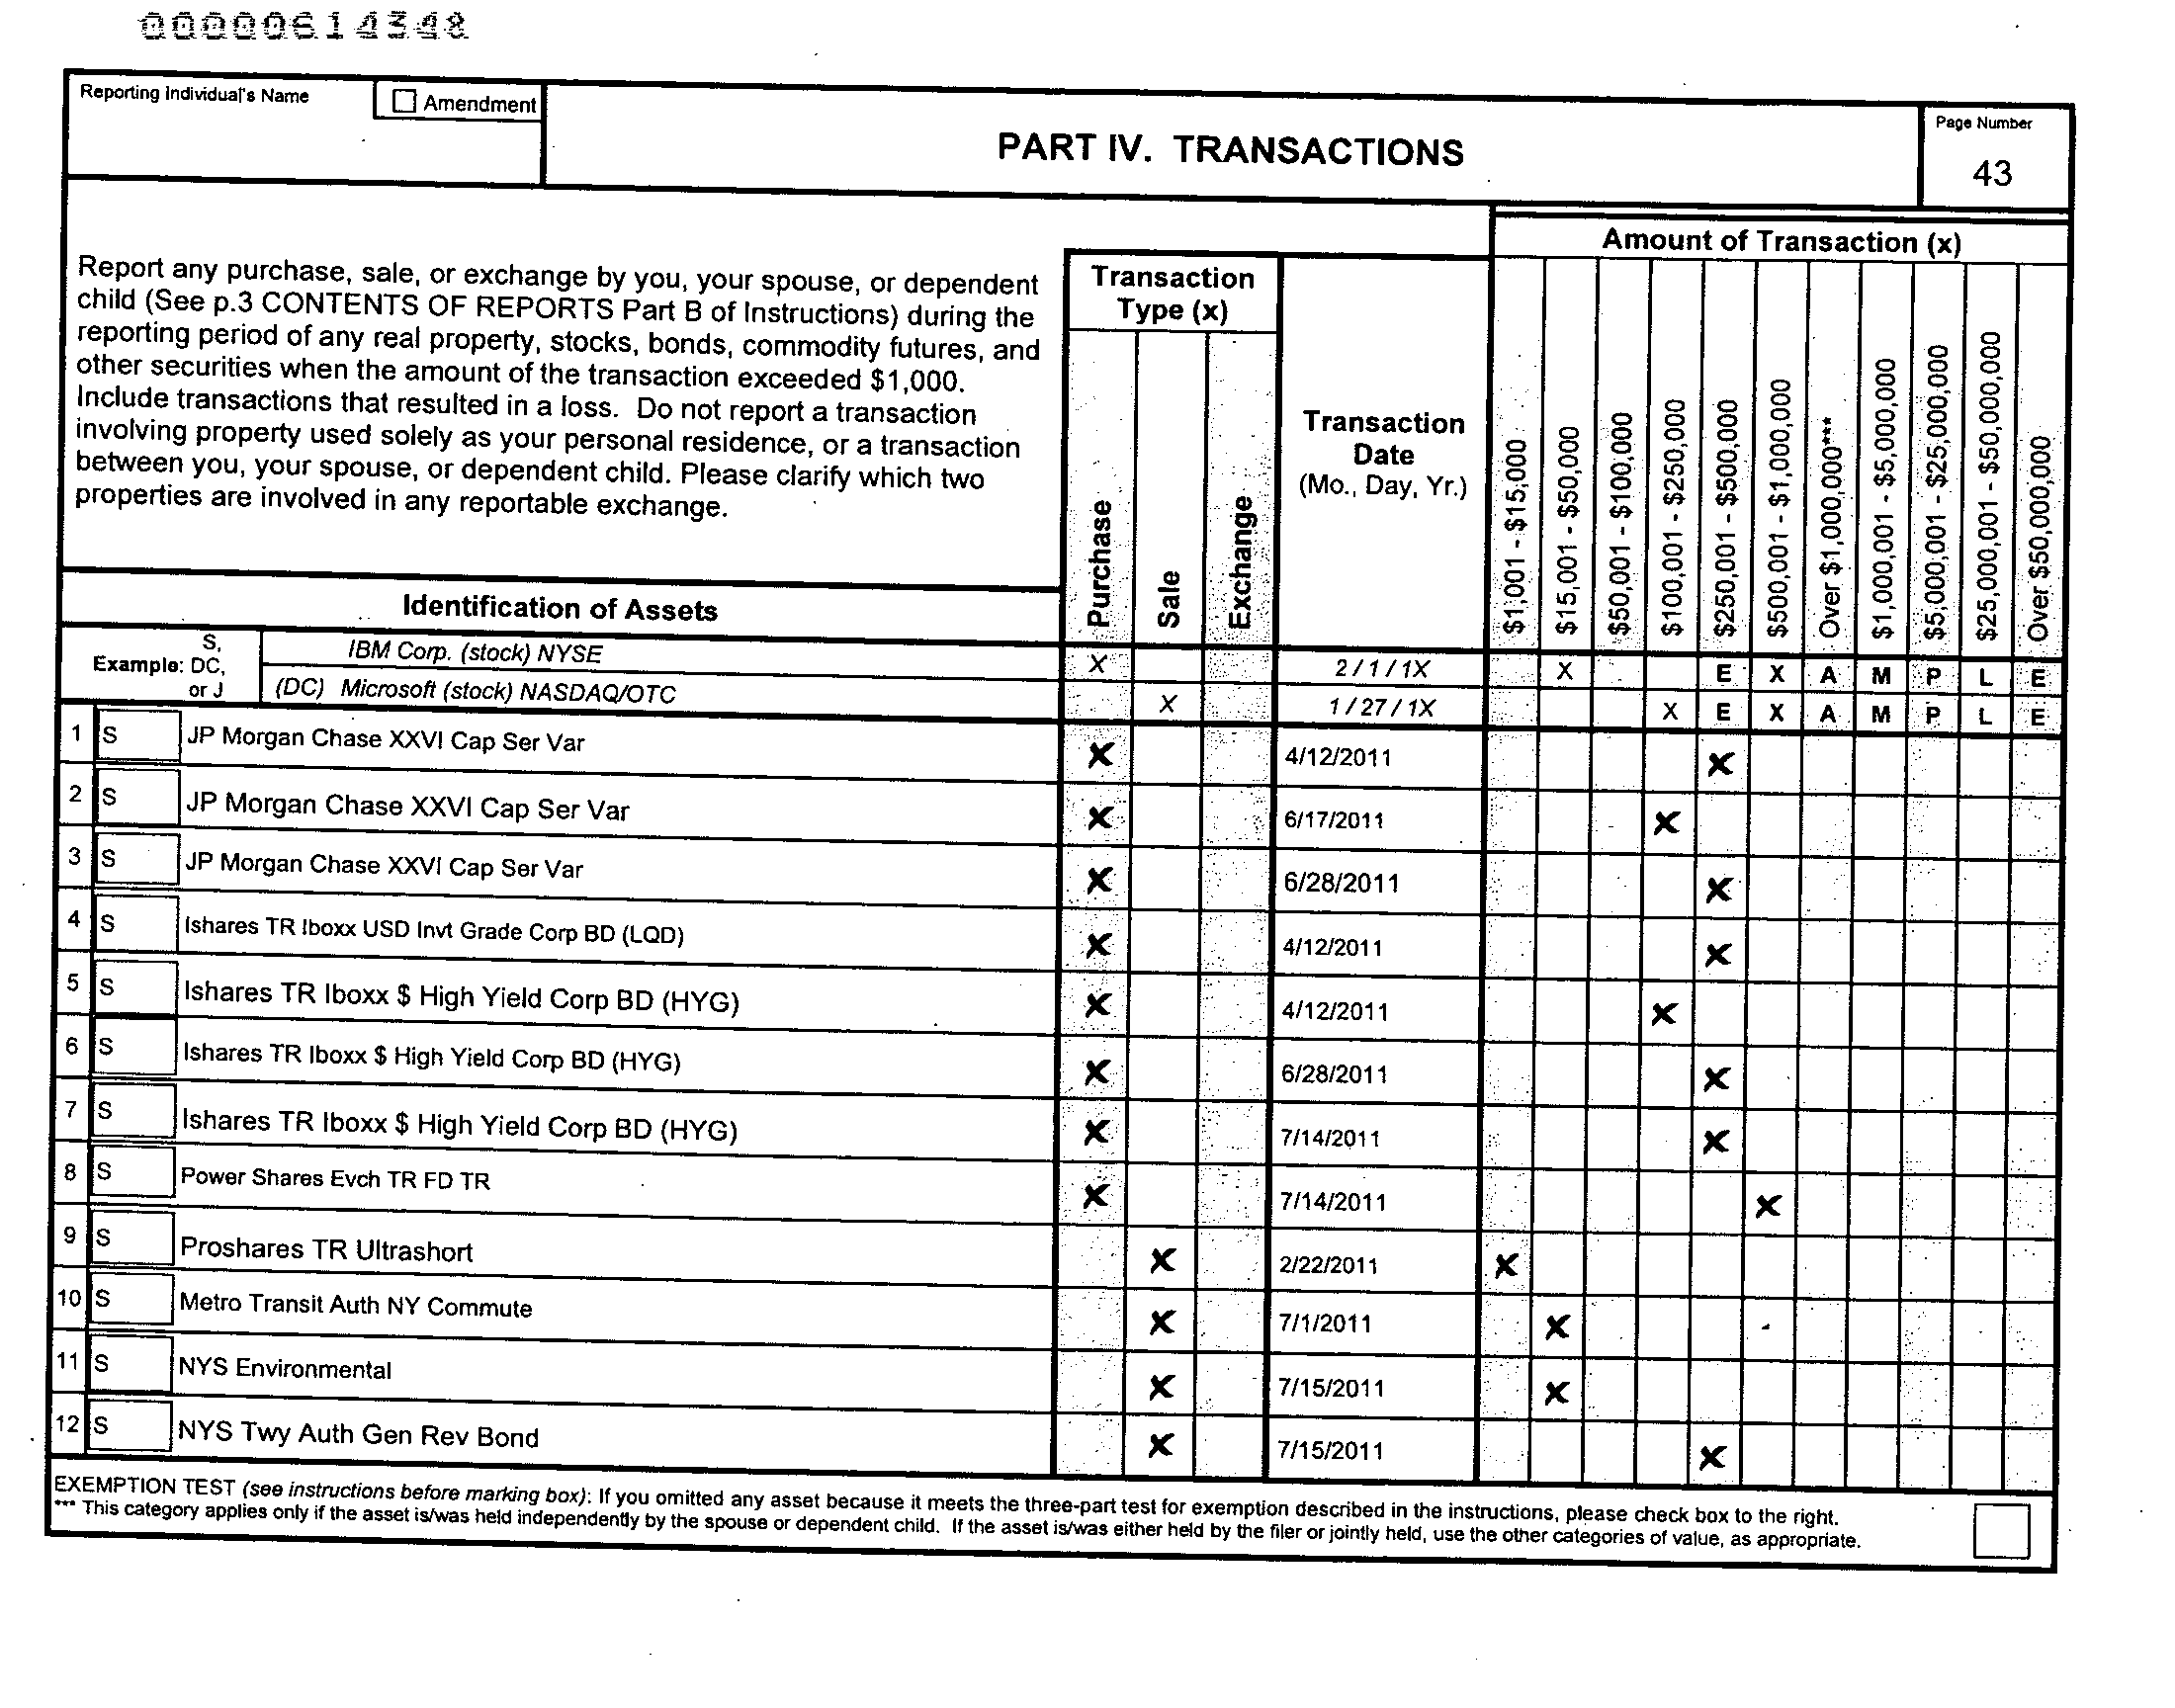 00000614348
Reporting Individual's Name
☐ Amendment
PART IV. TRANSACTIONS
Page Number
43
Report any purchase, sale, or exchange by you, your spouse, or dependent
child (See p.3 CONTENTS OF REPORTS Part B of Instructions) during the
reporting period of any real property, stocks, bonds, commodity futures, and
other securities when the amount of the transaction exceeded $1,000.
Include transactions that resulted in a loss. Do not report a transaction
involving property used solely as your personal residence, or a transaction
between you, your spouse, or dependent child. Please clarify which two
properties are involved in any reportable exchange.
Transaction
Type (x)
Purchase
Sale
Exchange
Transaction
Date
(Mo., Day, Yr.)
Amount of Transaction (x)
$1,001 - $15,000
$15,001 - $50,000
$50,001 - $100,000
$100,001 - $250,000
$250,001 - $500,000
$500,001 - $1,000,000
Over $1,000,000***
$1,000,001 - $5,000,000
$5,000,001 - $25,000,000
$25,000,001 - $50,000,000
Over $50,000,000
Identification of Assets
Example: S, DC, or J
IBM Corp. (stock) NYSE X 2 / 1 / 1X X E X A M P L E
(DC) Microsoft (stock) NASDAQ/OTC X 1 / 27 / 1X X E X A M P L E
1 S JP Morgan Chase XXVI Cap Ser Var X 4/12/2011 X
2 S JP Morgan Chase XXVI Cap Ser Var X 6/17/2011 X
3 S JP Morgan Chase XXVI Cap Ser Var X 6/28/2011 X
4 S Ishares TR Iboxx USD Invt Grade Corp BD (LQD) X 4/12/2011 X
5 S Ishares TR Iboxx $ High Yield Corp BD (HYG) X 4/12/2011 X
6 S Ishares TR Iboxx $ High Yield Corp BD (HYG) X 6/28/2011 X
7 S Ishares TR Iboxx $ High Yield Corp BD (HYG) X 7/14/2011 X
8 S Power Shares Evch TR FD TR X 7/14/2011 X
9 S Proshares TR Ultrashort X 2/22/2011 X
10 S Metro Transit Auth NY Commute X 7/1/2011 X
11 S NYS Environmental X 7/15/2011 X
12 S NYS Twy Auth Gen Rev Bond X 7/15/2011 X
EXEMPTION TEST (see instructions before marking box): If you omitted any asset because it meets the three-part test for exemption described in the instructions, please check box to the right.
*** This category applies only if the asset is/was held independently by the spouse or dependent child. If the asset is/was either held by the filer or jointly held, use the other categories of value, as appropriate.